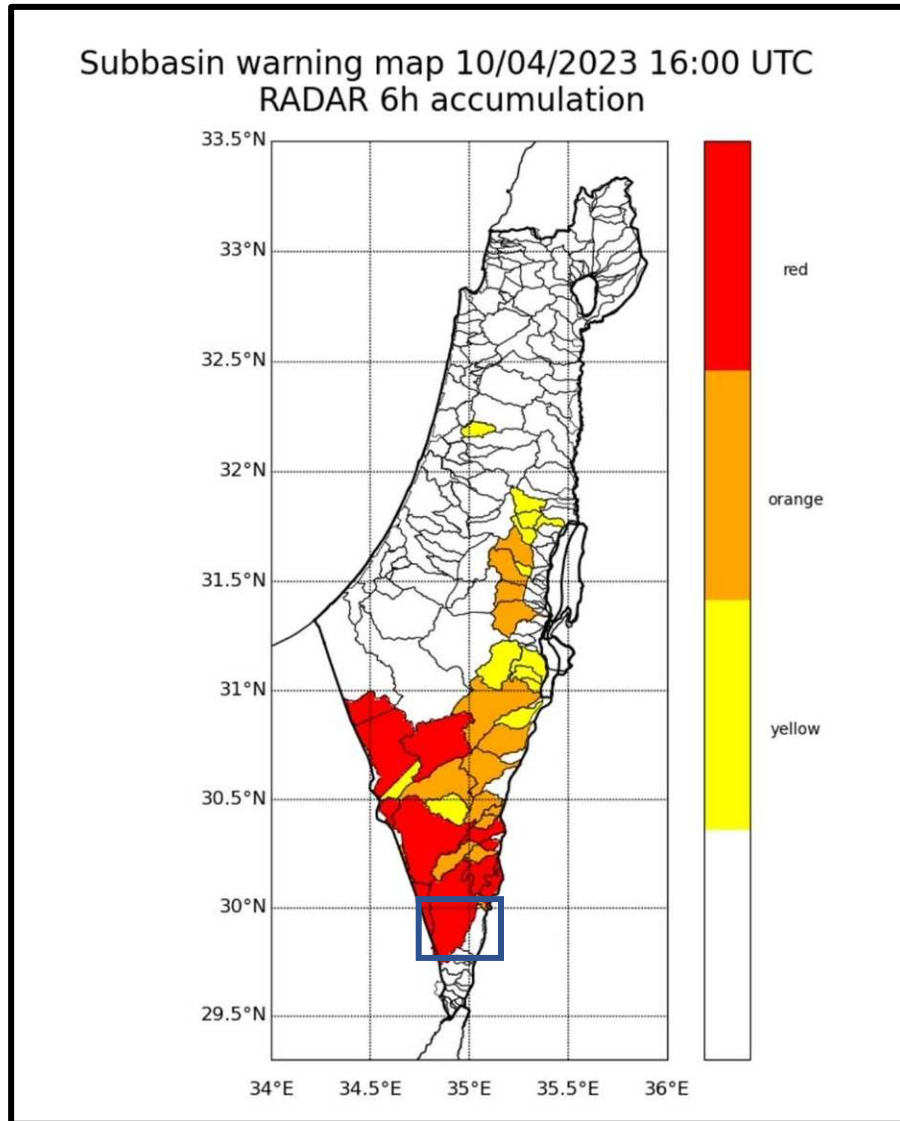 Subbasin warning map 10/04/2023 16:00 UTC
RADAR 6h accumulation
33.5°N
33°N
32.5°N
32°N
31.5°N
31°N
30.5°N
30°N
29.5°N
34°E
34.5°E
35°E
35.5°E
36°E
red
orange
yellow